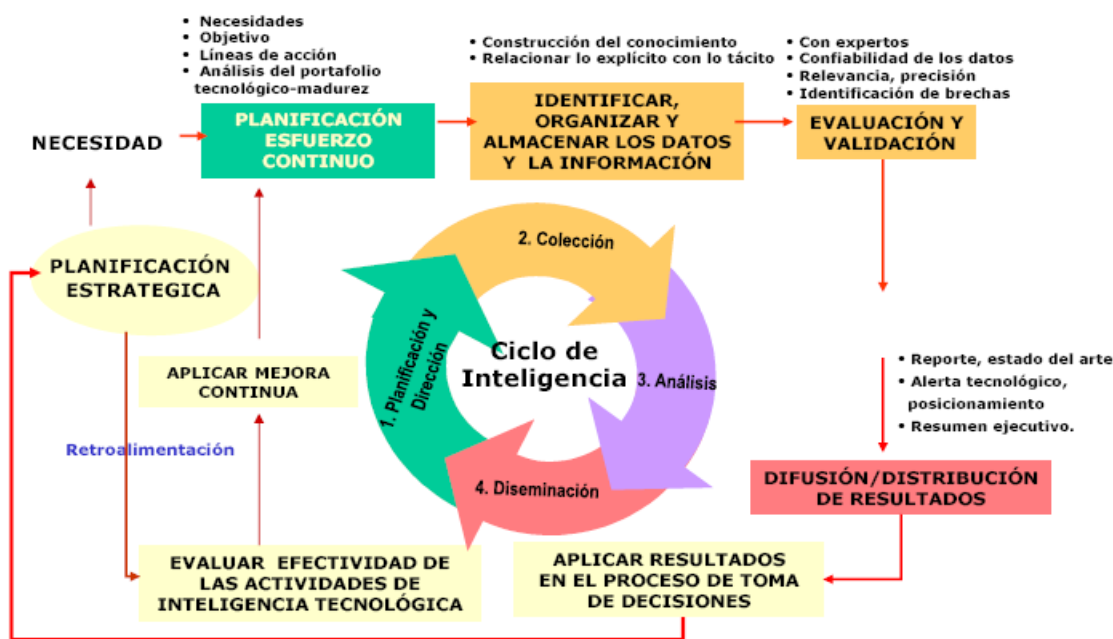 • Necesidades
• Objetivo
• Líneas de acción
• Análisis del portafolio
tecnológico-madurez
• Construcción del conocimiento
• Relacionar lo explícito con lo tácito
• Con expertos
• Confiabilidad de los datos
• Relevancia, precisión
• Identificación de brechas
NECESIDAD
PLANIFICACIÓN
ESFUERZO
CONTINUO
IDENTIFICAR,
ORGANIZAR Y
ALMACENAR LOS DATOS
Y LA INFORMACIÓN
EVALUACIÓN Y
VALIDACIÓN
PLANIFICACIÓN
ESTRATEGICA
2. Colección
1. Planificación y
Dirección
Ciclo de
Inteligencia
3. Análisis
4. Diseminación
APLICAR MEJORA
CONTINUA
Retroalimentación
• Reporte, estado del arte
• Alerta tecnológico,
posicionamiento
• Resumen ejecutivo.
DIFUSIÓN/DISTRIBUCIÓN
DE RESULTADOS
EVALUAR EFECTIVIDAD DE
LAS ACTIVIDADES DE
INTELIGENCIA TECNOLÓGICA
APLICAR RESULTADOS
EN EL PROCESO DE TOMA
DE DECISIONES